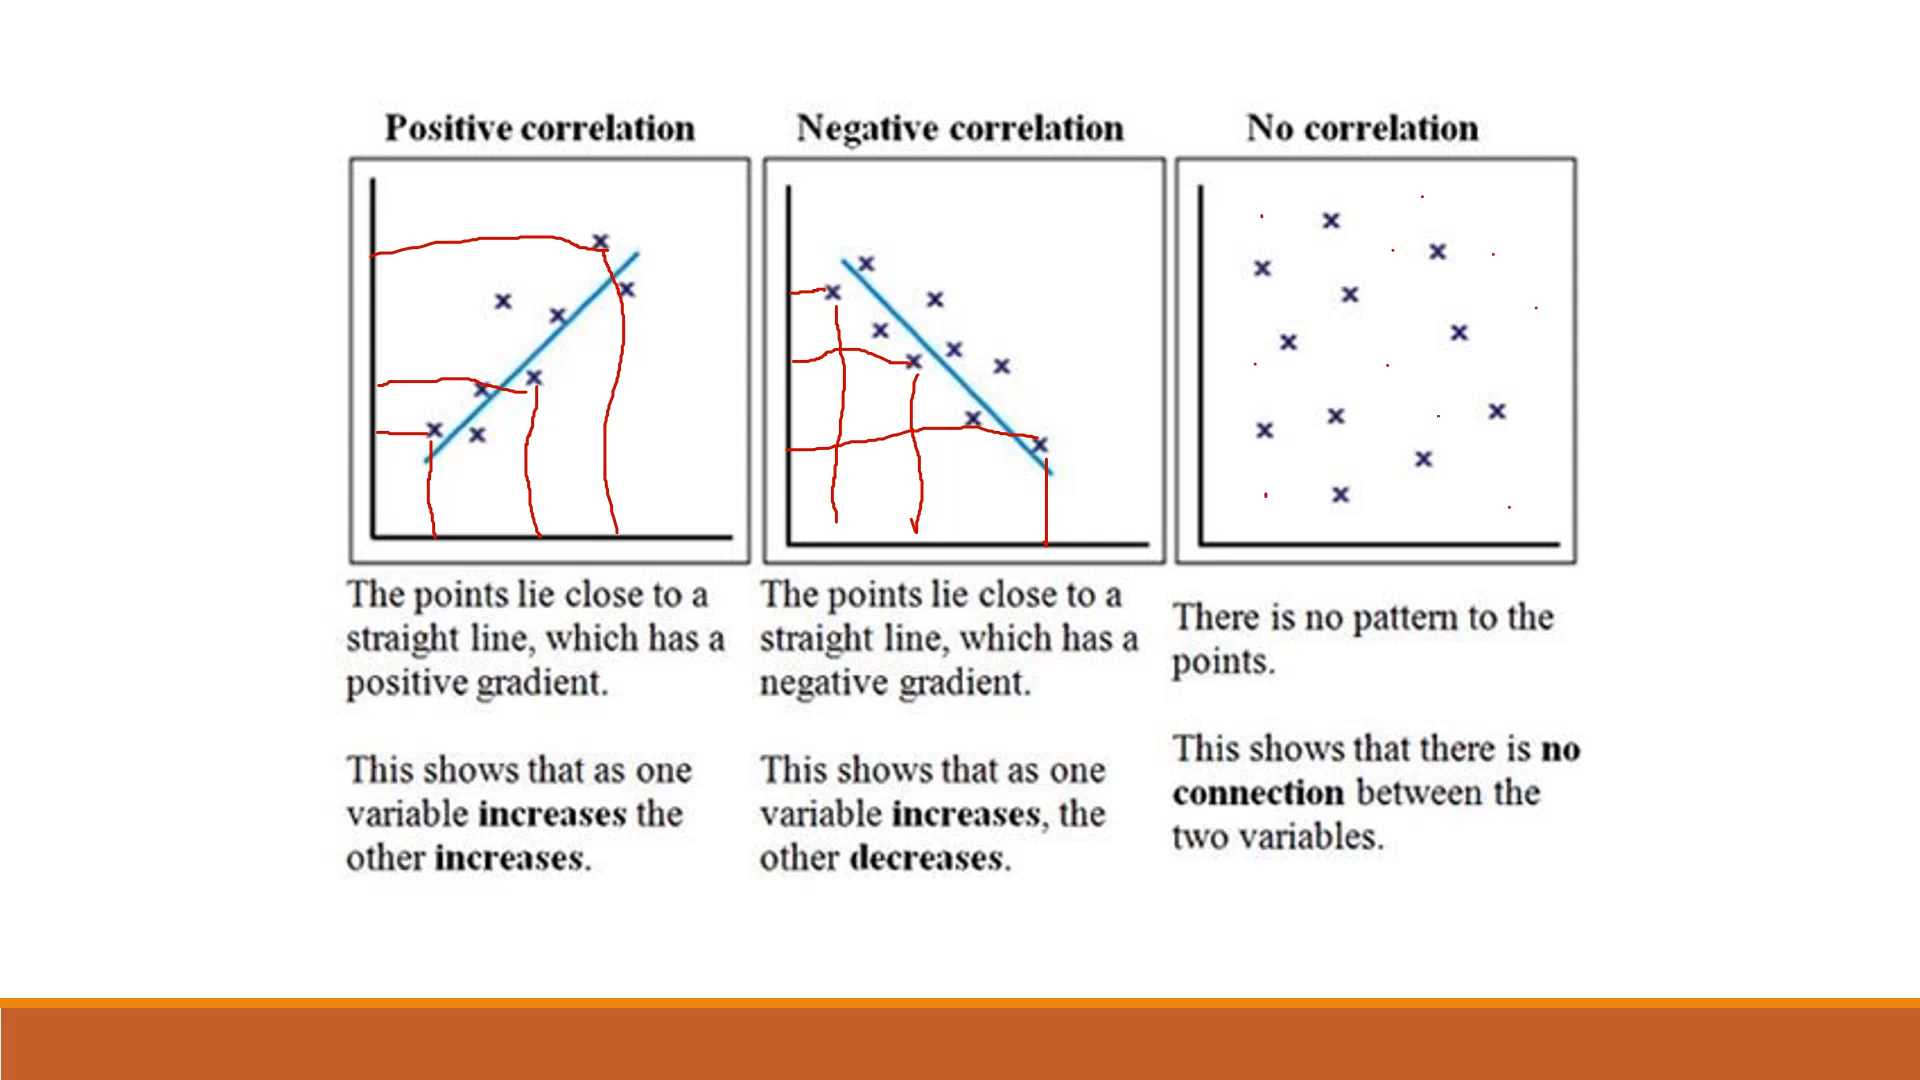 Positive correlation
Negative correlation
No correlation
The points lie close to a
straight line, which has a
positive gradient.
This shows that as one
variable increases the
other increases.
The points lie close to a
straight line, which has a
negative gradient.
This shows that as one
variable increases, the
other decreases.
There is no pattern to the
points.
This shows that there is no
connection between the
two variables.